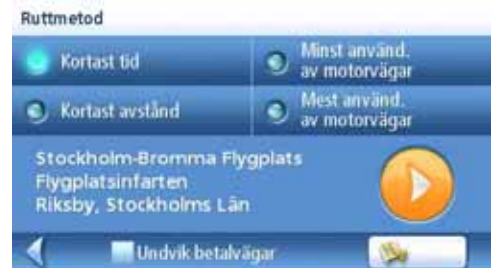 Ruttmetod
Kortast tid
Minst använd.
av motorvägar
Kortast avstånd
Mest använd.
av motorvägar
Stockholm-Bromma Flygplats
Flygplatsinfarten
Riksby, Stockholms Län
Undvik betalvägar